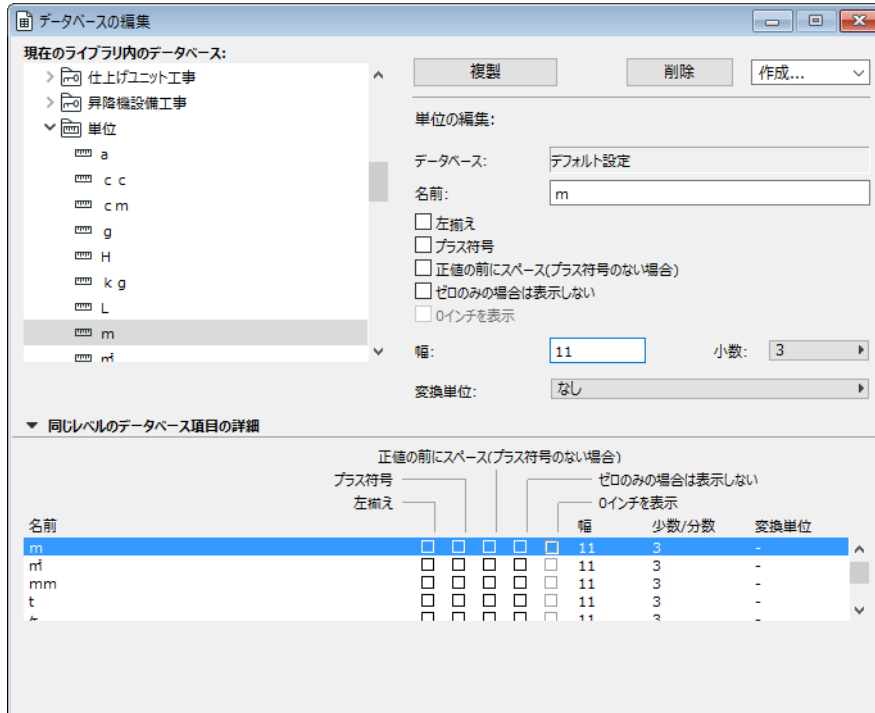 データベースの編集
現在のライブラリ内のデータベース:
仕上げユニット工事
昇降機設備工事
単位
a
ｃｃ
ｃｍ
g
H
ｋｇ
L
m
㎡
複製
削除
作成...
単位の編集:
データベース:
デフォルト設定
名前:
m
左揃え
プラス符号
正値の前にスペース(プラス符号のない場合)
ゼロのみの場合は表示しない
0インチを表示
幅:
11
小数:
3
変換単位:
なし
同じレベルのデータベース項目の詳細
正値の前にスペース(プラス符号のない場合)
プラス符号
ゼロのみの場合は表示しない
左揃え
0インチを表示
名前 幅 少数/分数 変換単位
m 11 3 -
㎡ 11 3 -
mm 11 3 -
t 11 3 -
ケ 11 3 -